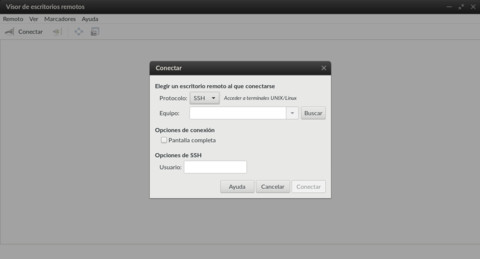 Visor de escritorios remotos
Remoto Ver Marcadores Ayuda
Conectar
Conectar
Elegir un escritorio remoto al que conectarse
Protocolo: SSH Acceder a terminales UNIX/Linux
Equipo: Buscar
Opciones de conexión
Pantalla completa
Opciones de SSH
Usuario:
Ayuda Cancelar Conectar